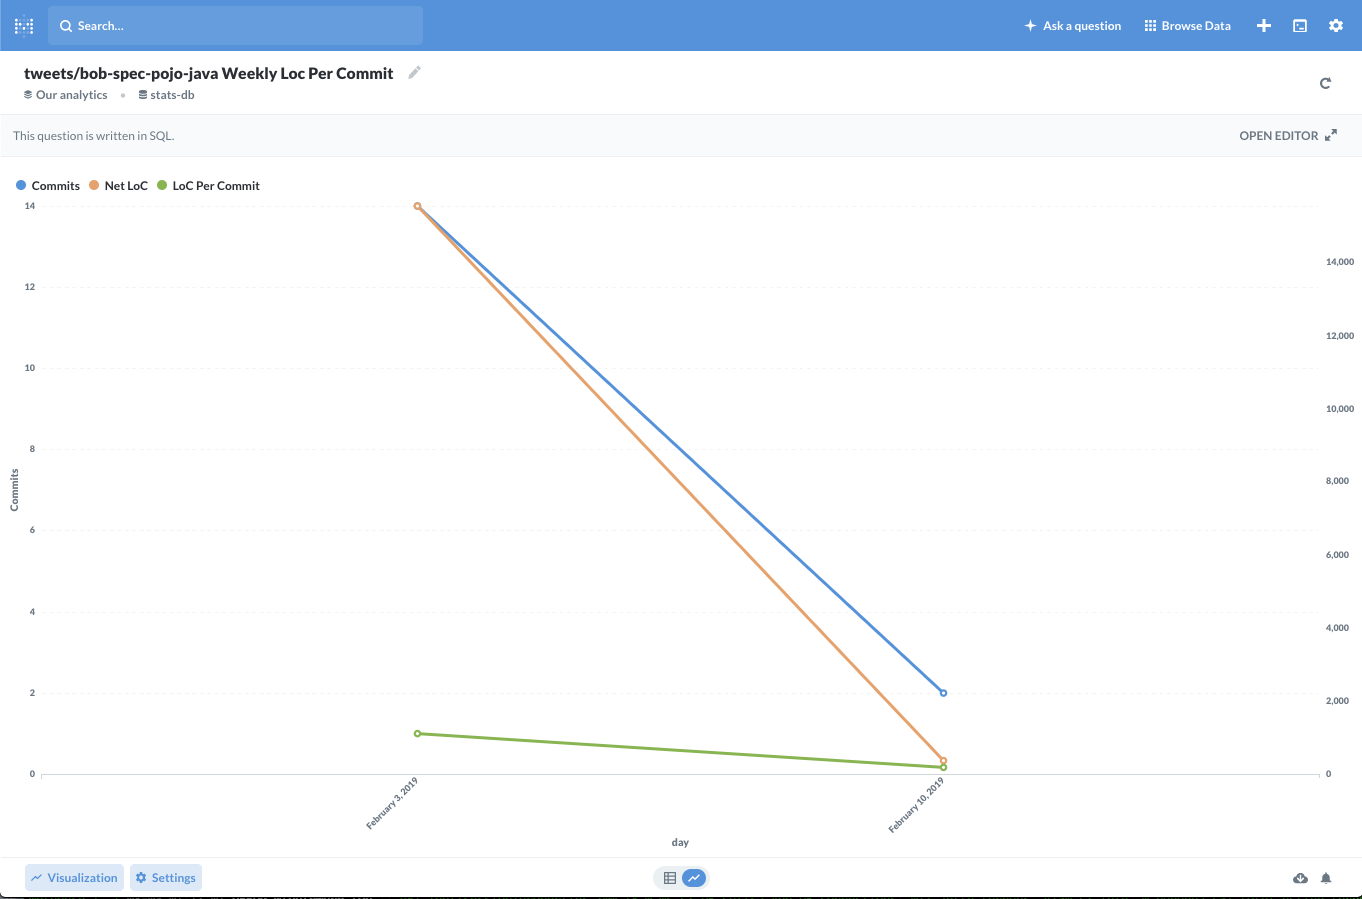 Search...
Ask a question
Browse Data
tweets/bob-spec-pojo-java Weekly Loc Per Commit
Our analytics • stats-db
This question is written in SQL.
OPEN EDITOR
Commits Net LoC LoC Per Commit
14
12
10
8
6
4
2
0
Commits
14,000
12,000
10,000
8,000
6,000
4,000
2,000
0
February 3, 2019
February 10, 2019
day
Visualization
Settings